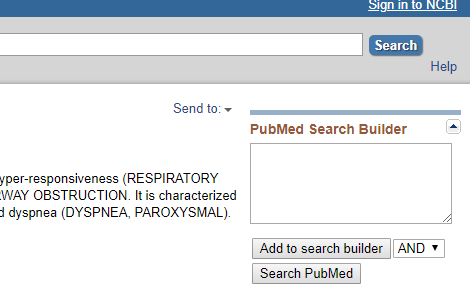 Sign in to NCBI
Search
Help
Send to:
PubMed Search Builder
yper-responsiveness (RESPIRATORY
WAY OBSTRUCTION. It is characterized
d dyspnea (DYSPNEA, PAROXYSMAL).
Add to search builder AND
Search PubMed